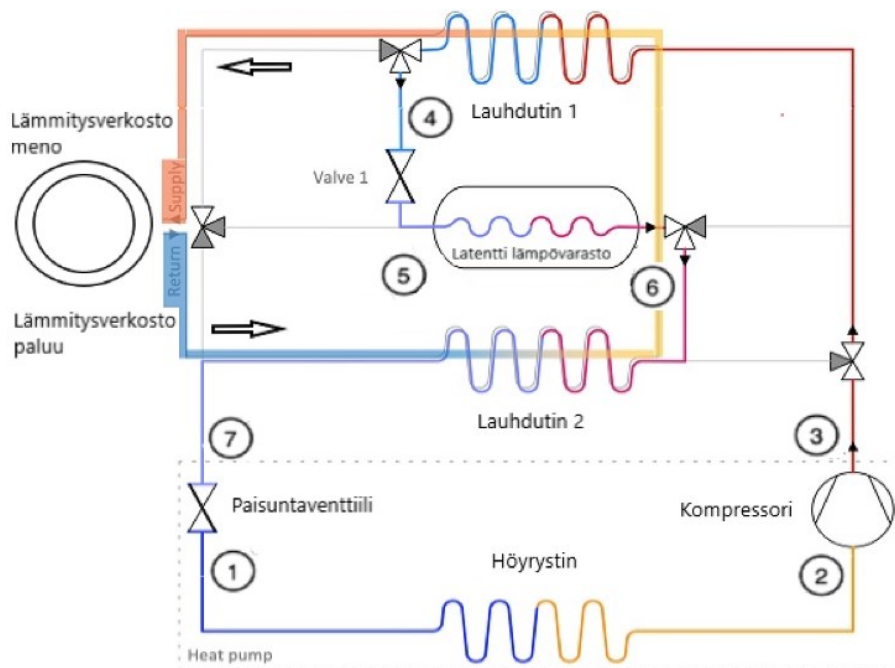 Lämmitysverkosto
meno
Supply
Return
Lämmitysverkosto
paluu
Lauhdutin 1
4
Valve 1
Latentti lämpövarasto
5
6
Lauhdutin 2
7
3
Paisuntaventtiili
Kompressori
1
Höyrystin
2
Heat pump